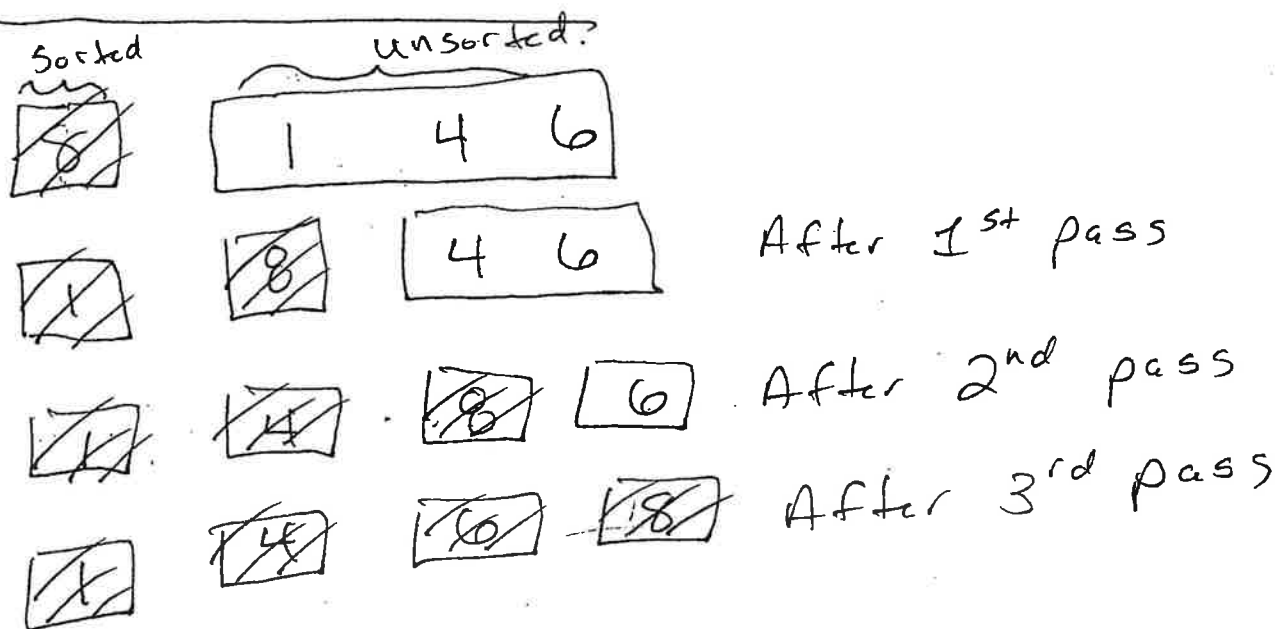 Sorted unsorted:
8 1 4 6
1 8 4 6 After 1st pass
1 4 8 6 After 2nd pass
1 4 6 8 After 3rd pass